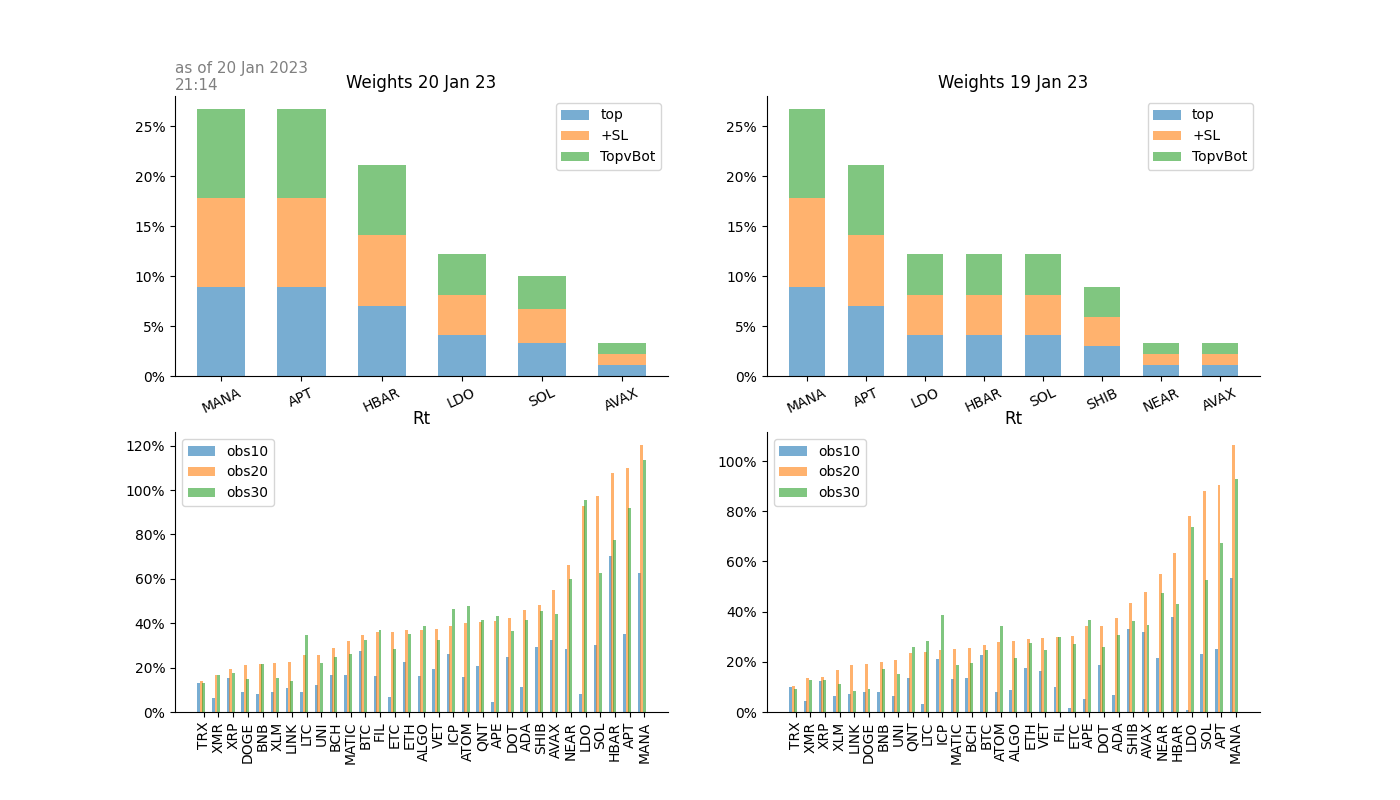 as of 20 Jan 2023
21:14
Weights 20 Jan 23
25%
20%
15%
10%
5%
0%
top
+SL
TopvBot
MANA APT HBAR LDO SOL AVAX
Weights 19 Jan 23
25%
20%
15%
10%
5%
0%
top
+SL
TopvBot
MANA APT LDO HBAR SOL SHIB NEAR AVAX
Rt
120%
100%
80%
60%
40%
20%
0%
obs10
obs20
obs30
TRX XMR XRP DOGE BNB XLM LINK LTC UNI BCH MATIC BTC FIL ETC ETH ALGO VET ICP ATOM QNT APE DOT ADA SHIB AVAX NEAR LDO SOL HBAR APT MANA
Rt
100%
80%
60%
40%
20%
0%
obs10
obs20
obs30
TRX XMR XRP XLM LINK DOGE BNB UNI QNT LTC ICP MATIC BCH BTC ATOM ALGO ETH VET FIL ETC APE DOT ADA SHIB AVAX NEAR HBAR LDO SOL APT MANA